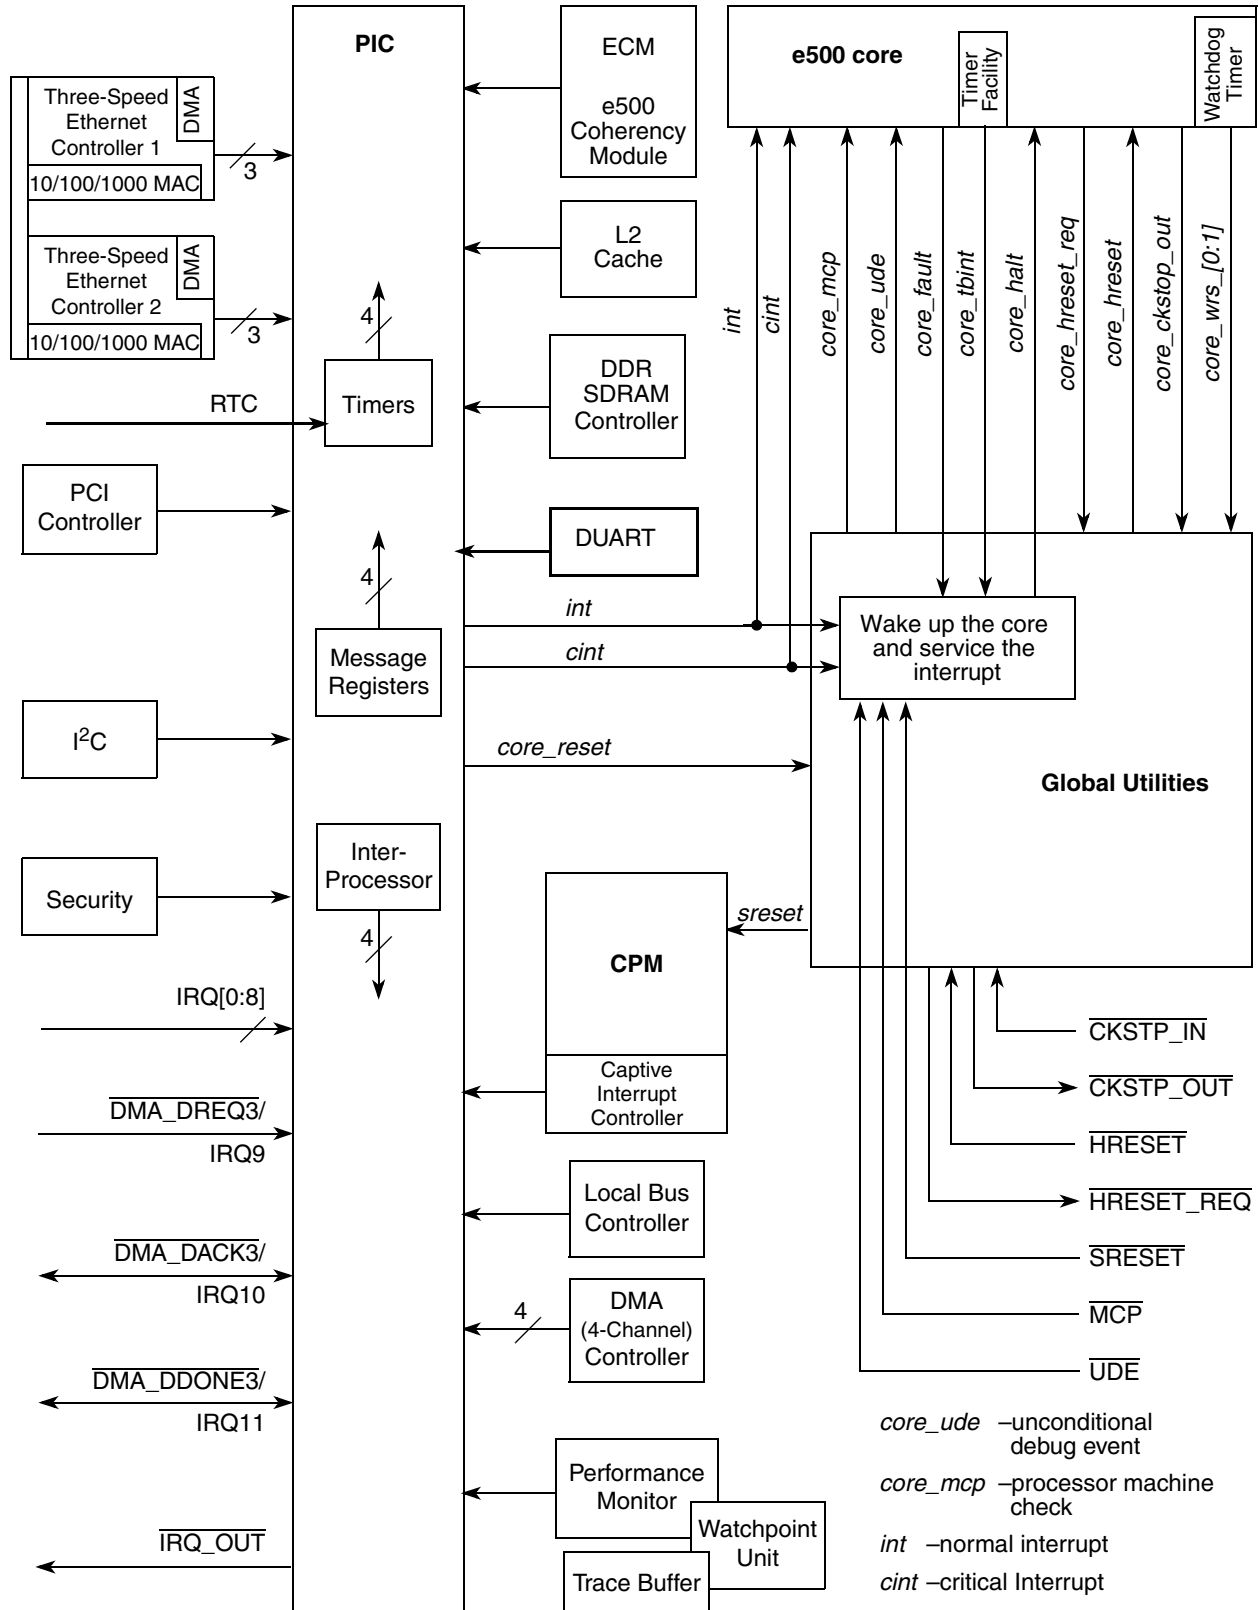 PIC
Three-Speed
Ethernet
Controller 1
DMA
10/100/1000 MAC
3
Three-Speed
Ethernet
Controller 2
DMA
10/100/1000 MAC
3
RTC
4
Timers
PCI
Controller
4
Message
Registers
I²C
Inter-
Processor
4
Security
IRQ[0:8]
DMA_DREQ3/
IRQ9
DMA_DACK3/
IRQ10
DMA_DDONE3/
IRQ11
IRQ_OUT
ECM
e500
Coherency
Module
L2
Cache
DDR
SDRAM
Controller
DUART
int
cint
core_reset
CPM
sreset
Captive
Interrupt
Controller
Local Bus
Controller
4
DMA
(4-Channel)
Controller
Performance
Monitor
Watchpoint
Unit
Trace Buffer
e500 core
Timer
Facility
Watchdog
Timer
int
cint
core_mcp
core_ude
core_fault
core_tbint
core_halt
core_hreset_req
core_hreset
core_ckstop_out
core_wrs_[0:1]
Wake up the core
and service the
interrupt
Global Utilities
CKSTP_IN
CKSTP_OUT
HRESET
HRESET_REQ
SRESET
MCP
UDE
core_ude –unconditional
debug event
core_mcp –processor machine
check
int –normal interrupt
cint –critical Interrupt